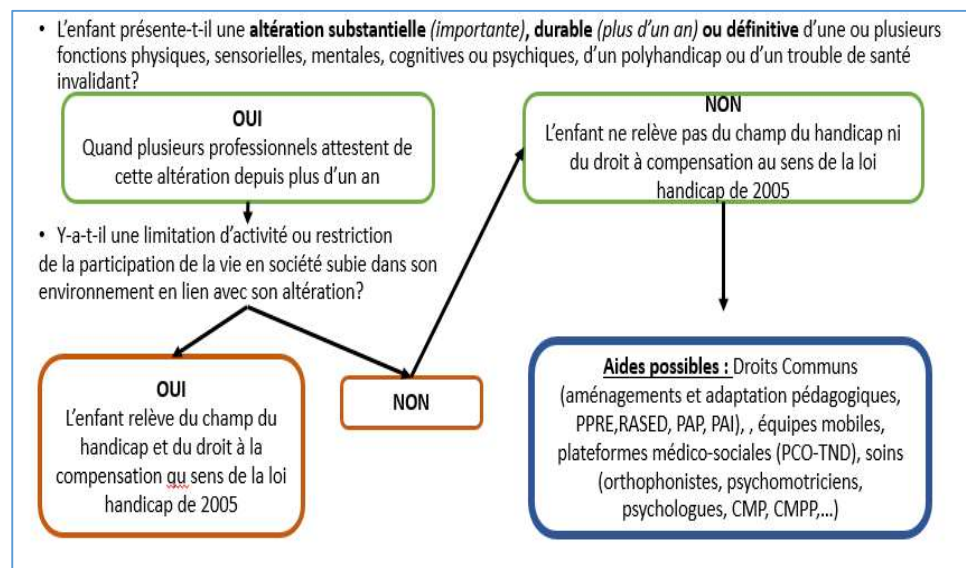 • L'enfant présente-t-il une altération substantielle (importante), durable (plus d'un an) ou définitive d'une ou plusieurs
fonctions physiques, sensorielles, mentales, cognitives ou psychiques, d'un polyhandicap ou d'un trouble de santé
invalidant?
OUI
Quand plusieurs professionnels attestent de
cette altération depuis plus d'un an
NON
L'enfant ne relève pas du champ du handicap ni
du droit à compensation au sens de la loi
handicap de 2005
• Y-a-t-il une limitation d'activité ou restriction
de la participation de la vie en société subie dans son
environnement en lien avec son altération?
OUI
L'enfant relève du champ du
handicap et du droit à la
compensation qu sens de la loi
handicap de 2005
NON
Aides possibles : Droits Communs
(aménagements et adaptation pédagogiques,
PPRE,RASED, PAP, PAI), , équipes mobiles,
plateformes médico-sociales (PCO-TND), soins
(orthophonistes, psychomotriciens,
psychologues, CMP, CMPP,...)